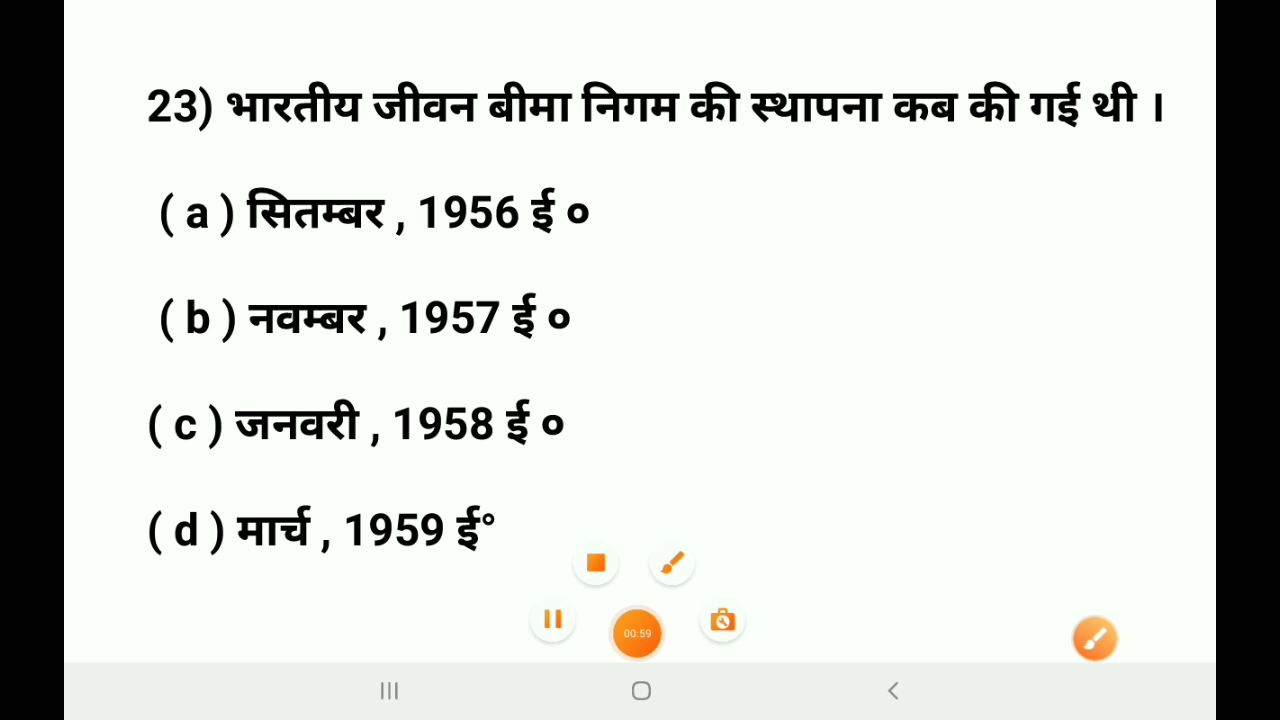 23) भारतीय जीवन बीमा निगम की स्थापना कब की गई थी ।
( a ) सितम्बर , 1956 ई ०
( b ) नवम्बर , 1957 ई ०
( c ) जनवरी , 1958 ई ०
( d ) मार्च , 1959 ई°
00:59